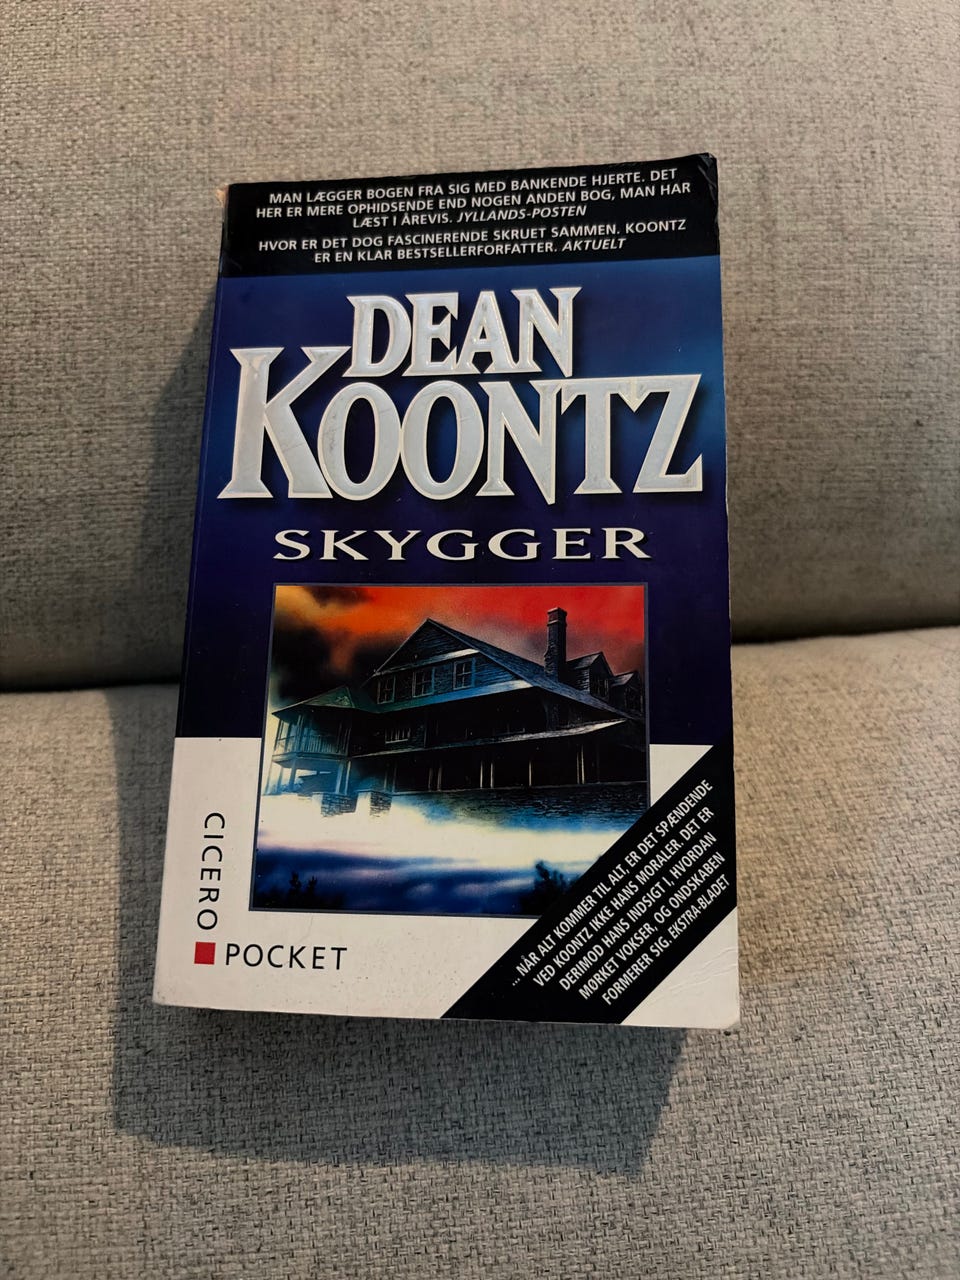 MAN LÆGGER BOGEN FRA SIG MED BANKENDE HJERTE. DET
HER ER MERE OPHIDSENDE END NOGEN ANDEN BOG, MAN HAR
LÆST I ÅREVIS. JYLLANDS-POSTEN
HVOR ER DET DOG FASCINERENDE SKRUET SAMMEN. KOONTZ
ER EN KLAR BESTSELLERFORFATTER. AKTUELT
DEAN
KOONTZ
SKYGGER
CICERO
POCKET
...NÅR ALT KOMMER TIL ALT, ER DET SPÆNDENDE
VED KOONTZ IKKE HANS MORALER. DET ER
DERIMOD HANS INDSIGT I, HVORDAN
MØRKET VOKSER, OG ONDSKABEN
FORMERER SIG. EKSTRA-BLADET